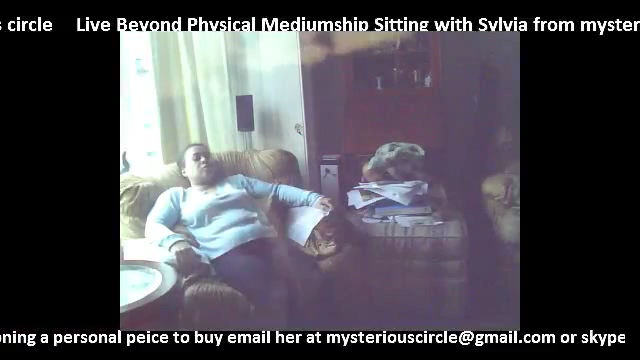 s circle Live Beyond Physical Mediumship Sitting with Sylvia from myster
oning a personal peice to buy email her at mysteriouscircle@gmail.com or skype